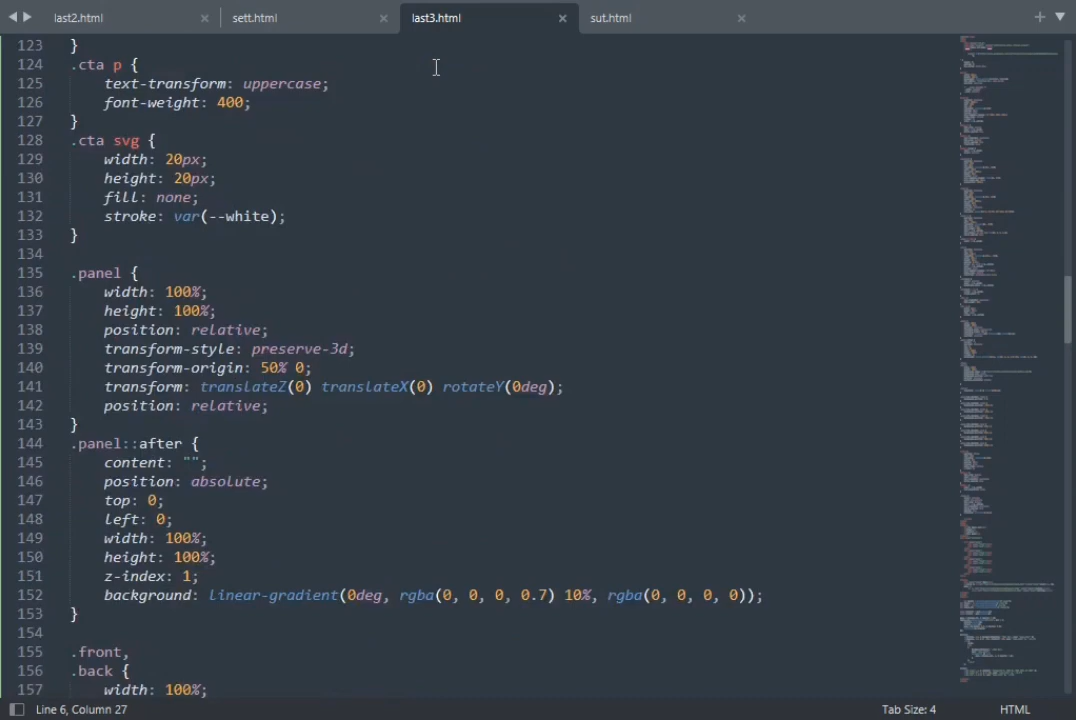 last2.html
sett.html
last3.html
sut.html
123 }
124 .cta p {
125 text-transform: uppercase;
126 font-weight: 400;
127 }
128 .cta svg {
129 width: 20px;
130 height: 20px;
131 fill: none;
132 stroke: var(--white);
133 }
134
135 .panel {
136 width: 100%;
137 height: 100%;
138 position: relative;
139 transform-style: preserve-3d;
140 transform-origin: 50% 0;
141 transform: translateZ(0) translateX(0) rotateY(0deg);
142 position: relative;
143 }
144 .panel::after {
145 content: "";
146 position: absolute;
147 top: 0;
148 left: 0;
149 width: 100%;
150 height: 100%;
151 z-index: 1;
152 background: linear-gradient(0deg, rgba(0, 0, 0, 0.7) 10%, rgba(0, 0, 0, 0));
153 }
154
155 .front,
156 .back {
157 width: 100%;
Line 6, Column 27
Tab Size: 4
HTML